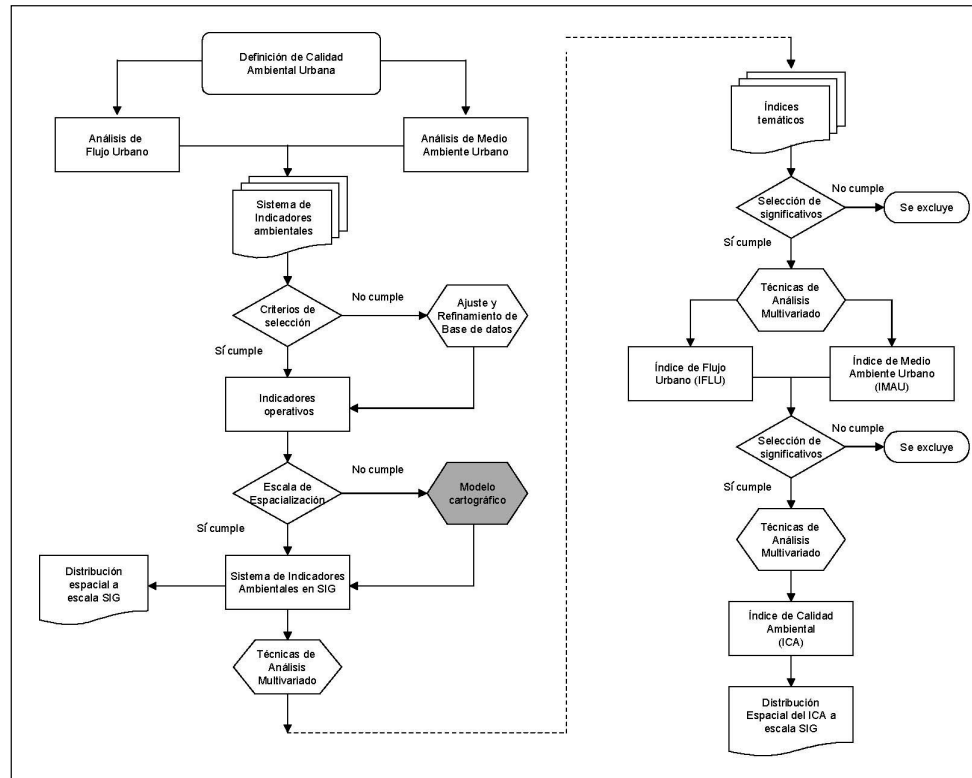 Definición de Calidad
Ambiental Urbana
Análisis de
Flujo Urbano
Análisis de Medio
Ambiente Urbano
Sistema de
Indicadores
ambientales
Criterios de
selección
No cumple
Ajuste y
Refinamiento de
Base de datos
Sí cumple
Indicadores
operativos
Escala de
Espacialización
No cumple
Modelo
cartográfico
Sí cumple
Distribución
espacial a
escala SIG
Sistema de Indicadores
Ambientales en SIG
Técnicas de
Análisis
Multivariado
Índices
temáticos
Selección de
significativos
No cumple
Se excluye
Sí cumple
Técnicas de
Análisis
Multivariado
Índice de Flujo
Urbano (IFLU)
Índice de Medio
Ambiente Urbano
(IMAU)
Selección de
significativos
No cumple
Se excluye
Sí cumple
Técnicas de
Análisis
Multivariado
Índice de Calidad
Ambiental
(ICA)
Distribución
Espacial del ICA a
escala SIG